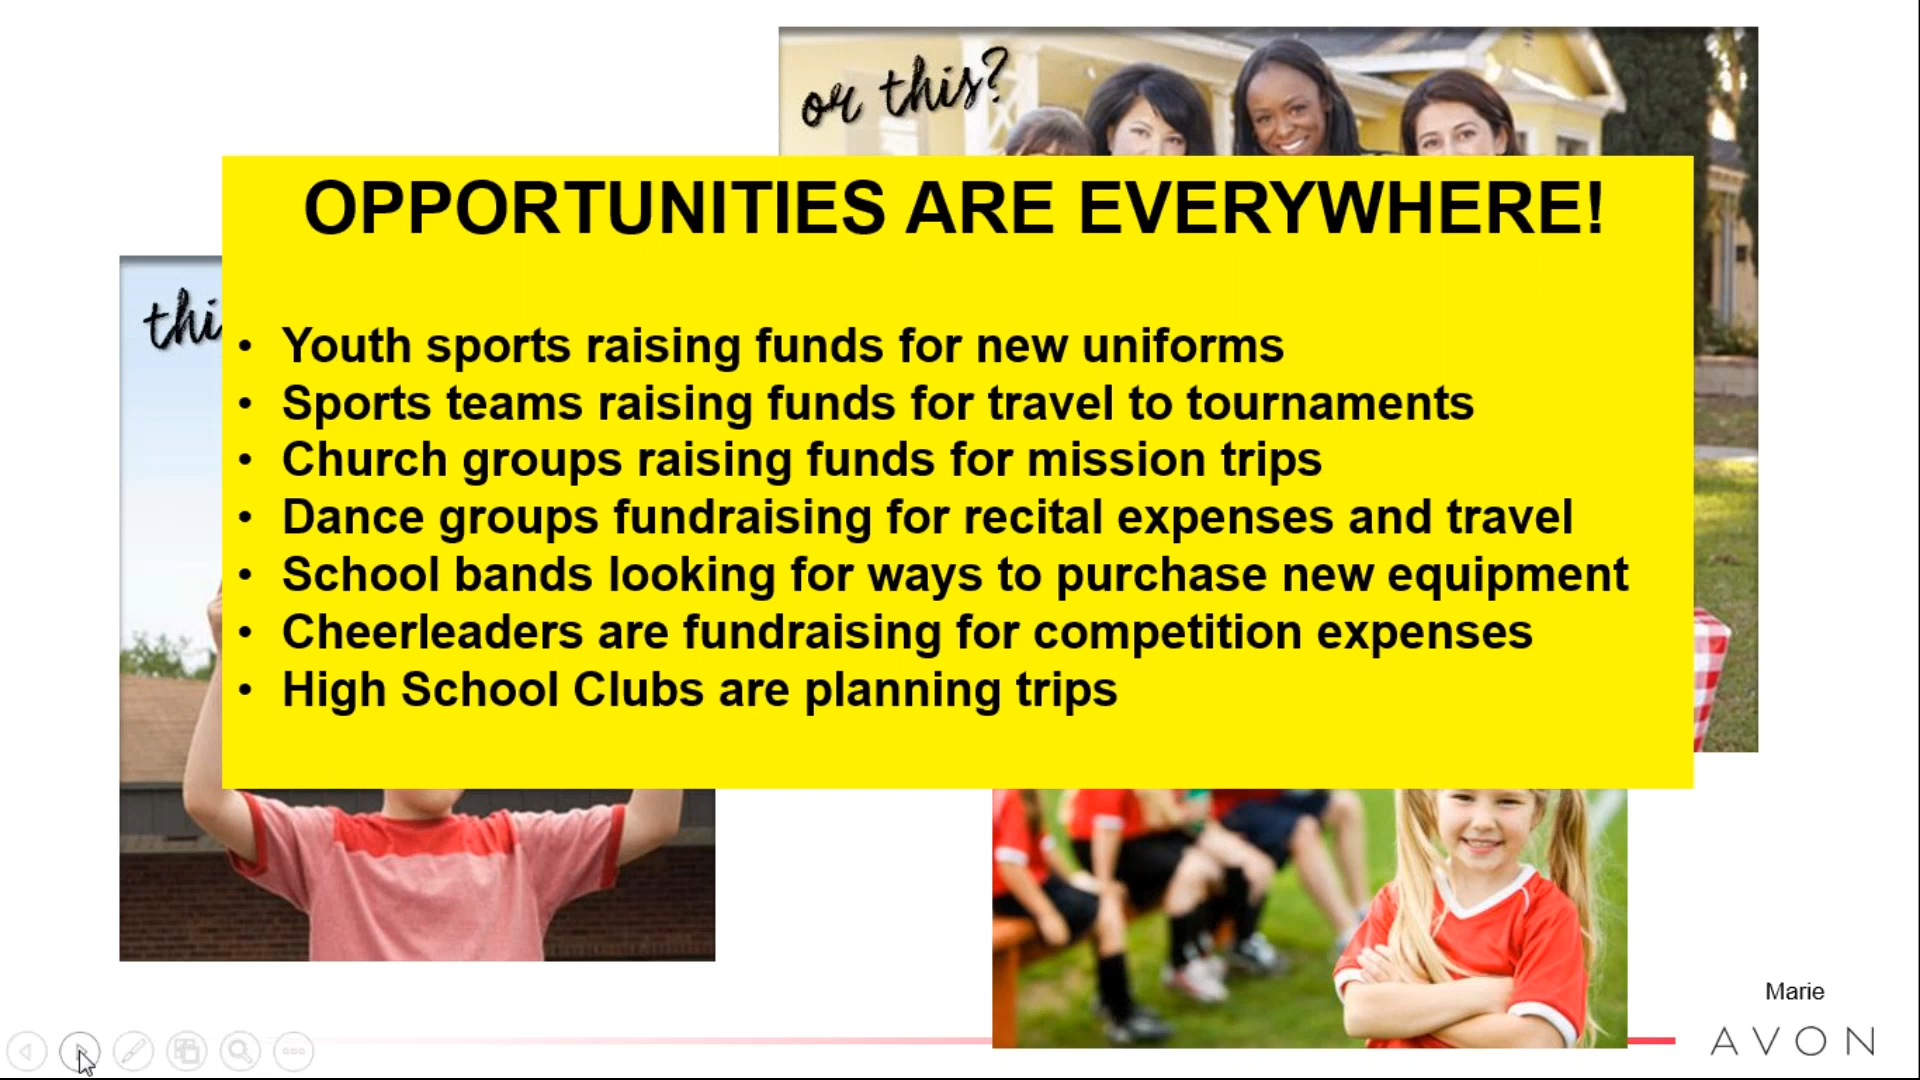 or this?
OPPORTUNITIES ARE EVERYWHERE!
thi
• Youth sports raising funds for new uniforms
• Sports teams raising funds for travel to tournaments
• Church groups raising funds for mission trips
• Dance groups fundraising for recital expenses and travel
• School bands looking for ways to purchase new equipment
• Cheerleaders are fundraising for competition expenses
• High School Clubs are planning trips
Marie
AVON